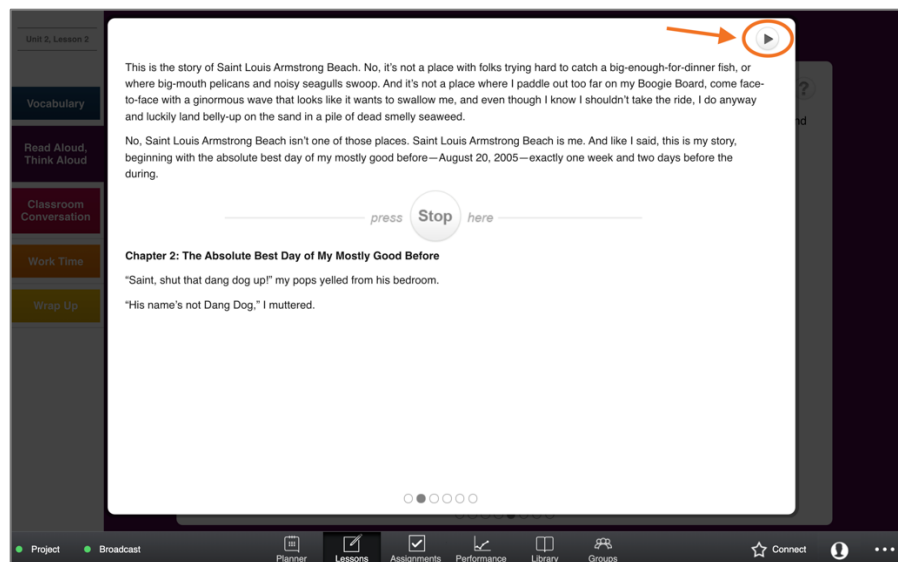 Unit 2, Lesson 2
Vocabulary
Read Aloud,
Think Aloud
Classroom
Conversation
Work Time
Wrap Up
This is the story of Saint Louis Armstrong Beach. No, it's not a place with folks trying hard to catch a big-enough-for-dinner fish, or
where big-mouth pelicans and noisy seagulls swoop. And it's not a place where I paddle out too far on my Boogie Board, come face-
to-face with a ginormous wave that looks like it wants to swallow me, and even though I know I shouldn't take the ride, I do anyway
and luckily land belly-up on the sand in a pile of dead smelly seaweed.
No, Saint Louis Armstrong Beach isn't one of those places. Saint Louis Armstrong Beach is me. And like I said, this is my story,
beginning with the absolute best day of my mostly good before—August 20, 2005—exactly one week and two days before the
during.
press Stop here
Chapter 2: The Absolute Best Day of My Mostly Good Before
“Saint, shut that dang dog up!” my pops yelled from his bedroom.
“His name's not Dang Dog,” I muttered.
?
nd
Project
Broadcast
Planner
Lessons
Assignments
Performance
Library
Groups
Connect